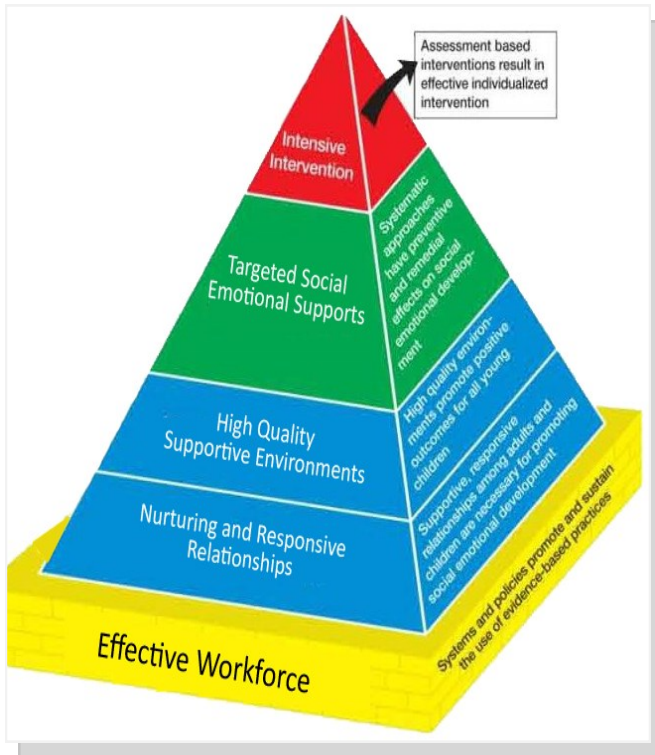 Assessment based
interventions result in
effective individualized
intervention
Intensive
Intervention
Systematic
approaches
have preventive
and remedial
effects on social
emotional develop-
ment
Targeted Social
Emotional Supports
High quality environ-
ments promote positive
outcomes for all young
children
High Quality
Supportive Environments
Supportive, responsive
relationships among adults and
children are necessary for promoting
social emotional development
Nurturing and Responsive
Relationships
Systems and policies promote and sustain
the use of evidence-based practices
Effective Workforce